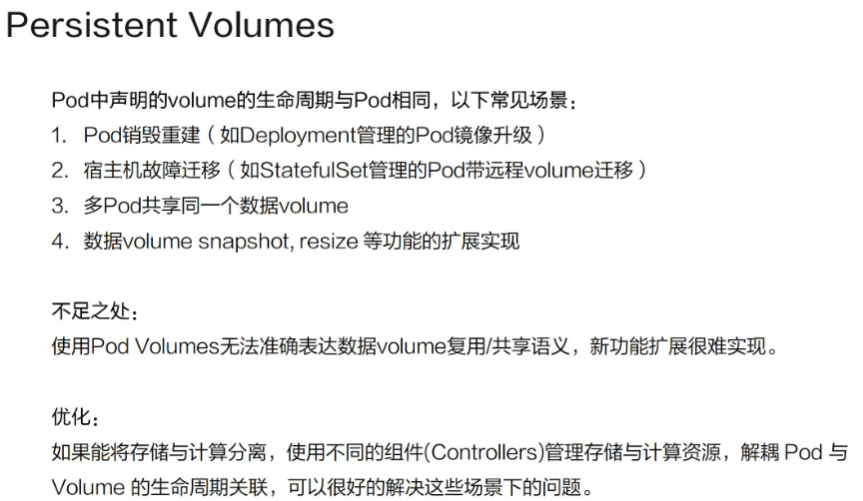 Persistent Volumes
Pod中声明的volume的生命周期与Pod相同，以下常见场景：
1. Pod销毁重建（如Deployment管理的Pod镜像升级）
2. 宿主机故障迁移（如StatefulSet管理的Pod带远程volume迁移）
3. 多Pod共享同一个数据volume
4. 数据volume snapshot, resize 等功能的扩展实现
不足之处：
使用Pod Volumes无法准确表达数据volume复用/共享语义，新功能扩展很难实现。
优化：
如果能将存储与计算分离，使用不同的组件(Controllers)管理存储与计算资源，解耦 Pod 与
Volume 的生命周期关联，可以很好的解决这些场景下的问题。